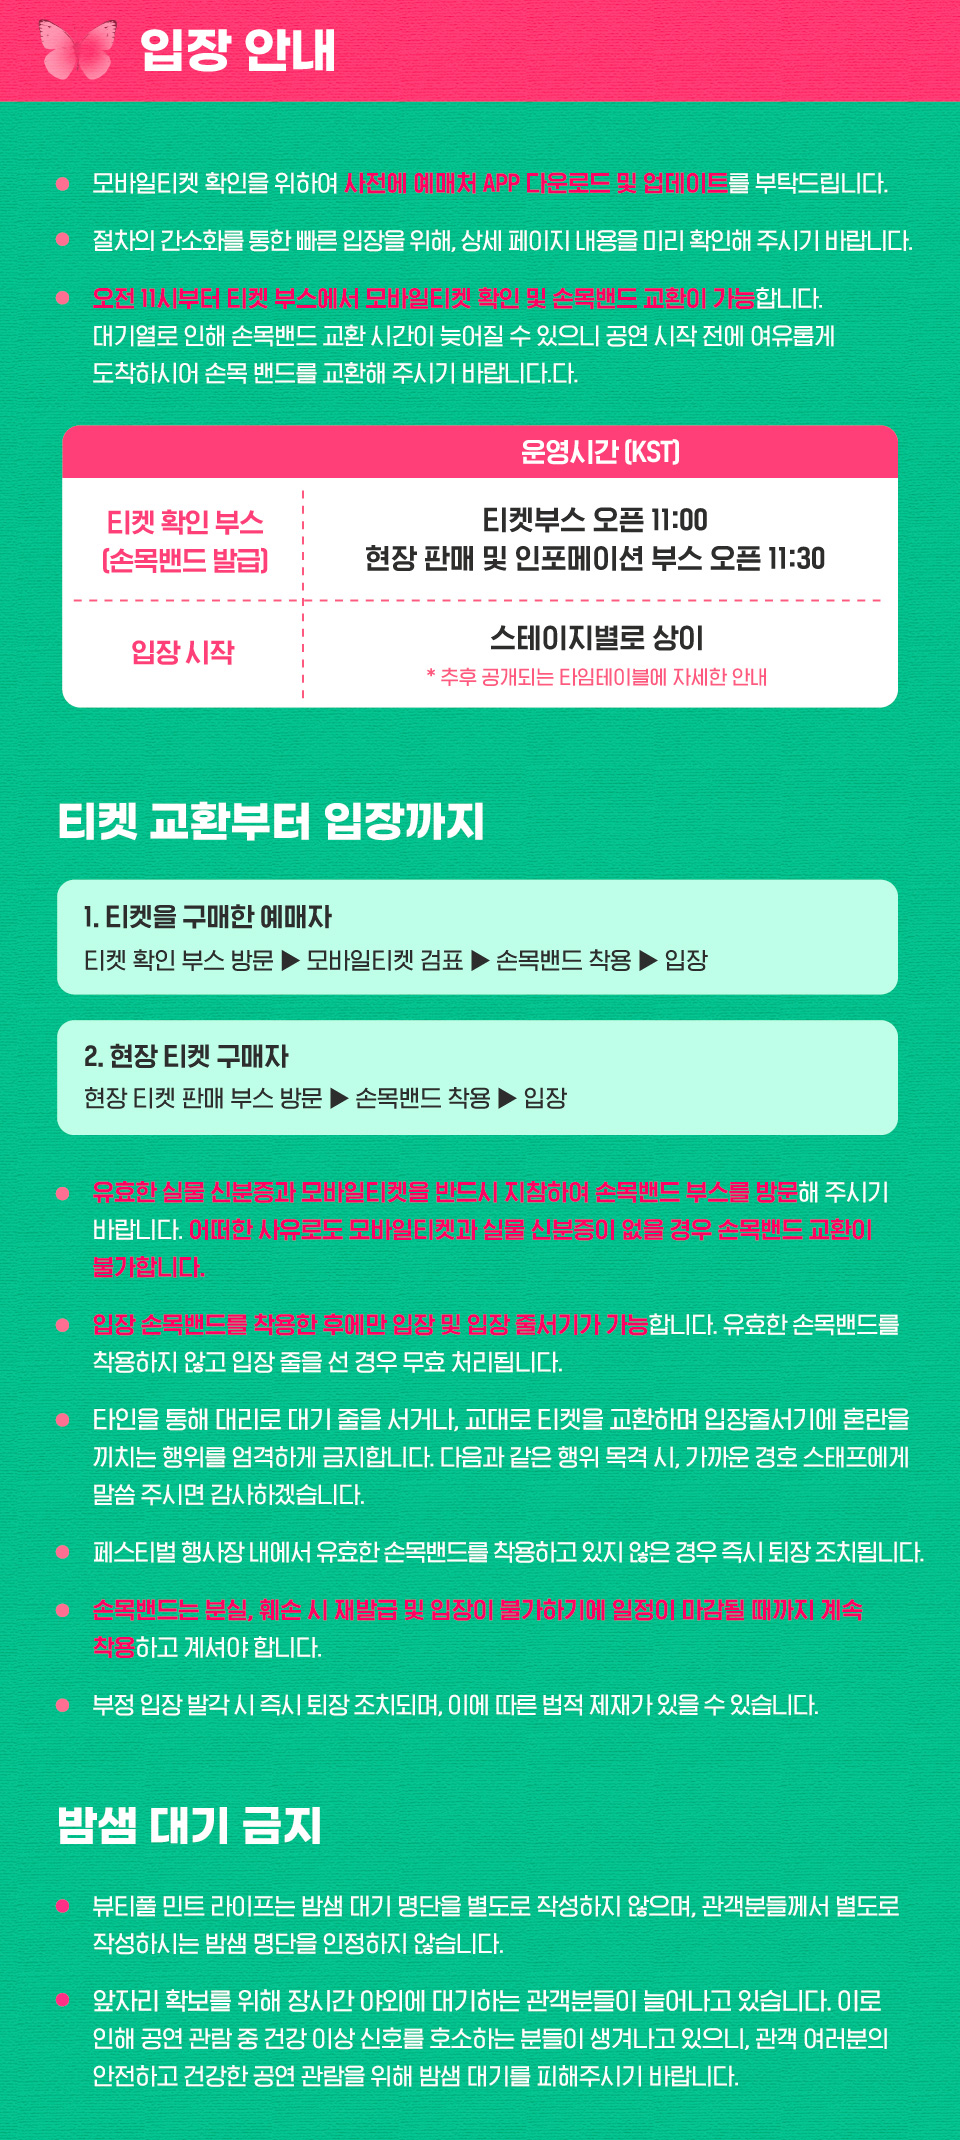 입장 안내
모바일티켓 확인을 위하여 사전에 예매처 APP 다운로드 및 업데이트를 부탁드립니다.
절차의 간소화를 통한 빠른 입장을 위해, 상세 페이지 내용을 미리 확인해 주시기 바랍니다.
오전 11시부터 티켓 부스에서 모바일티켓 확인 및 손목밴드 교환이 가능합니다.
대기열로 인해 손목밴드 교환 시간이 늦어질 수 있으니 공연 시작 전에 여유롭게
도착하시어 손목 밴드를 교환해 주시기 바랍니다.다.
운영시간 (KST)
티켓 확인 부스
(손목밴드 발급)
티켓부스 오픈 11:00
현장 판매 및 인포메이션 부스 오픈 11:30
입장 시작
스테이지별로 상이
* 추후 공개되는 타임테이블에 자세한 안내
티켓 교환부터 입장까지
1. 티켓을 구매한 예매자
티켓 확인 부스 방문 ▶ 모바일티켓 검표 ▶ 손목밴드 착용 ▶ 입장
2. 현장 티켓 구매자
현장 티켓 판매 부스 방문 ▶ 손목밴드 착용 ▶ 입장
유효한 실물 신분증과 모바일티켓을 반드시 지참하여 손목밴드 부스를 방문해 주시기
바랍니다. 어떠한 사유로도 모바일티켓과 실물 신분증이 없을 경우 손목밴드 교환이
불가합니다.
입장 손목밴드를 착용한 후에만 입장 및 입장 줄서기가 가능합니다. 유효한 손목밴드를
착용하지 않고 입장 줄을 선 경우 무효 처리됩니다.
타인을 통해 대리로 대기 줄을 서거나, 교대로 티켓을 교환하며 입장줄서기에 혼란을
끼치는 행위를 엄격하게 금지합니다. 다음과 같은 행위 목격 시, 가까운 경호 스태프에게
말씀 주시면 감사하겠습니다.
페스티벌 행사장 내에서 유효한 손목밴드를 착용하고 있지 않은 경우 즉시 퇴장 조치됩니다.
손목밴드는 분실, 훼손 시 재발급 및 입장이 불가하기에 일정이 마감될 때까지 계속
착용하고 계셔야 합니다.
부정 입장 발각 시 즉시 퇴장 조치되며, 이에 따른 법적 제재가 있을 수 있습니다.
밤샘 대기 금지
뷰티풀 민트 라이프는 밤샘 대기 명단을 별도로 작성하지 않으며, 관객분들께서 별도로
작성하시는 밤샘 명단을 인정하지 않습니다.
앞자리 확보를 위해 장시간 야외에 대기하는 관객분들이 늘어나고 있습니다. 이로
인해 공연 관람 중 건강 이상 신호를 호소하는 분들이 생겨나고 있으니, 관객 여러분의
안전하고 건강한 공연 관람을 위해 밤샘 대기를 피해주시기 바랍니다.